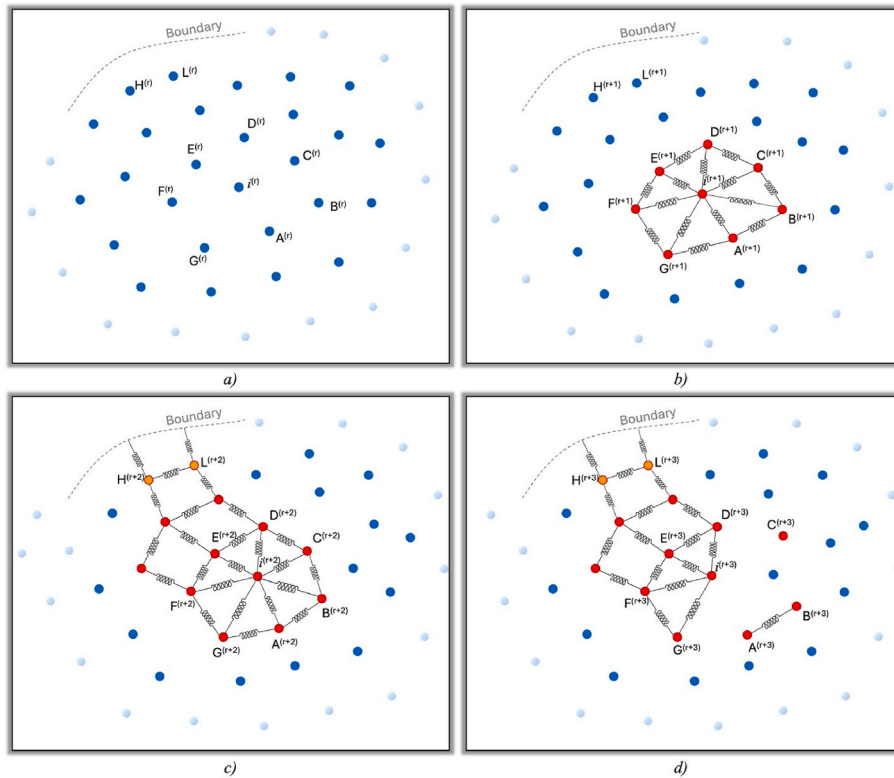 Boundary
L(r)
H(r)
D(r)
E(r)
C(r)
i(r)
F(r)
B(r)
A(r)
G(r)
a)
Boundary
L(r+1)
H(r+1)
D(r+1)
E(r+1)
C(r+1)
i(r+1)
F(r+1)
B(r+1)
A(r+1)
G(r+1)
b)
Boundary
L(r+2)
H(r+2)
D(r+2)
E(r+2)
C(r+2)
i(r+2)
F(r+2)
B(r+2)
A(r+2)
G(r+2)
c)
Boundary
L(r+3)
H(r+3)
D(r+3)
C(r+3)
E(r+3)
i(r+3)
F(r+3)
B(r+3)
A(r+3)
G(r+3)
d)